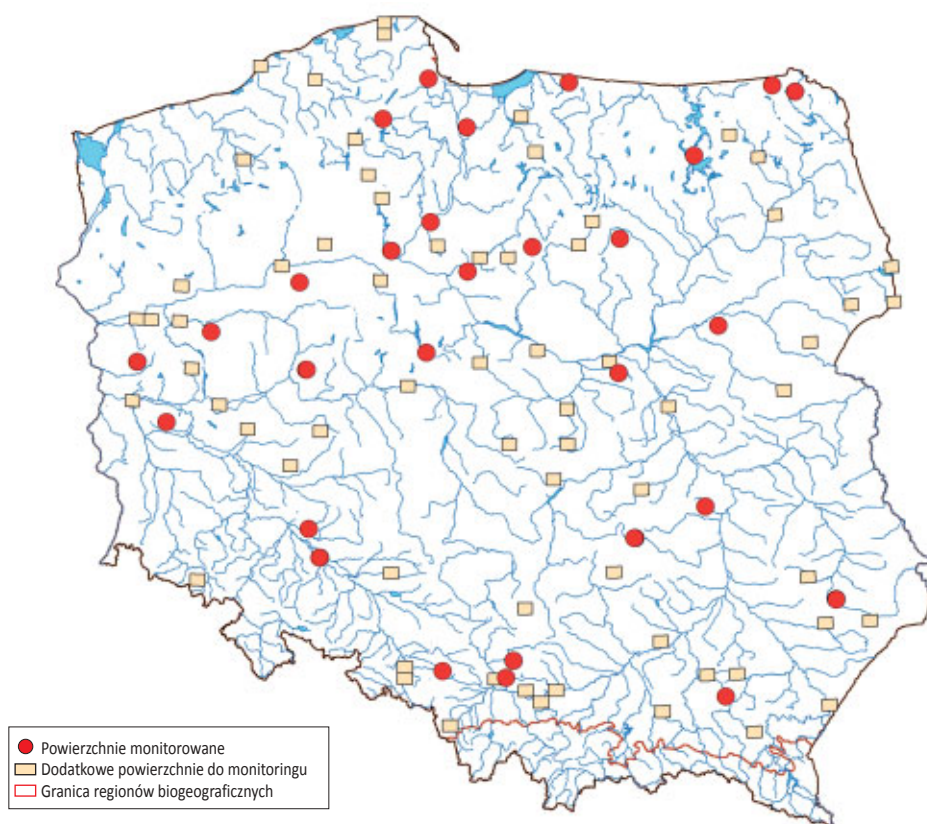 Powierzchnie monitorowane
Dodatkowe powierzchnie do monitoringu
Granica regionów biogeograficznych